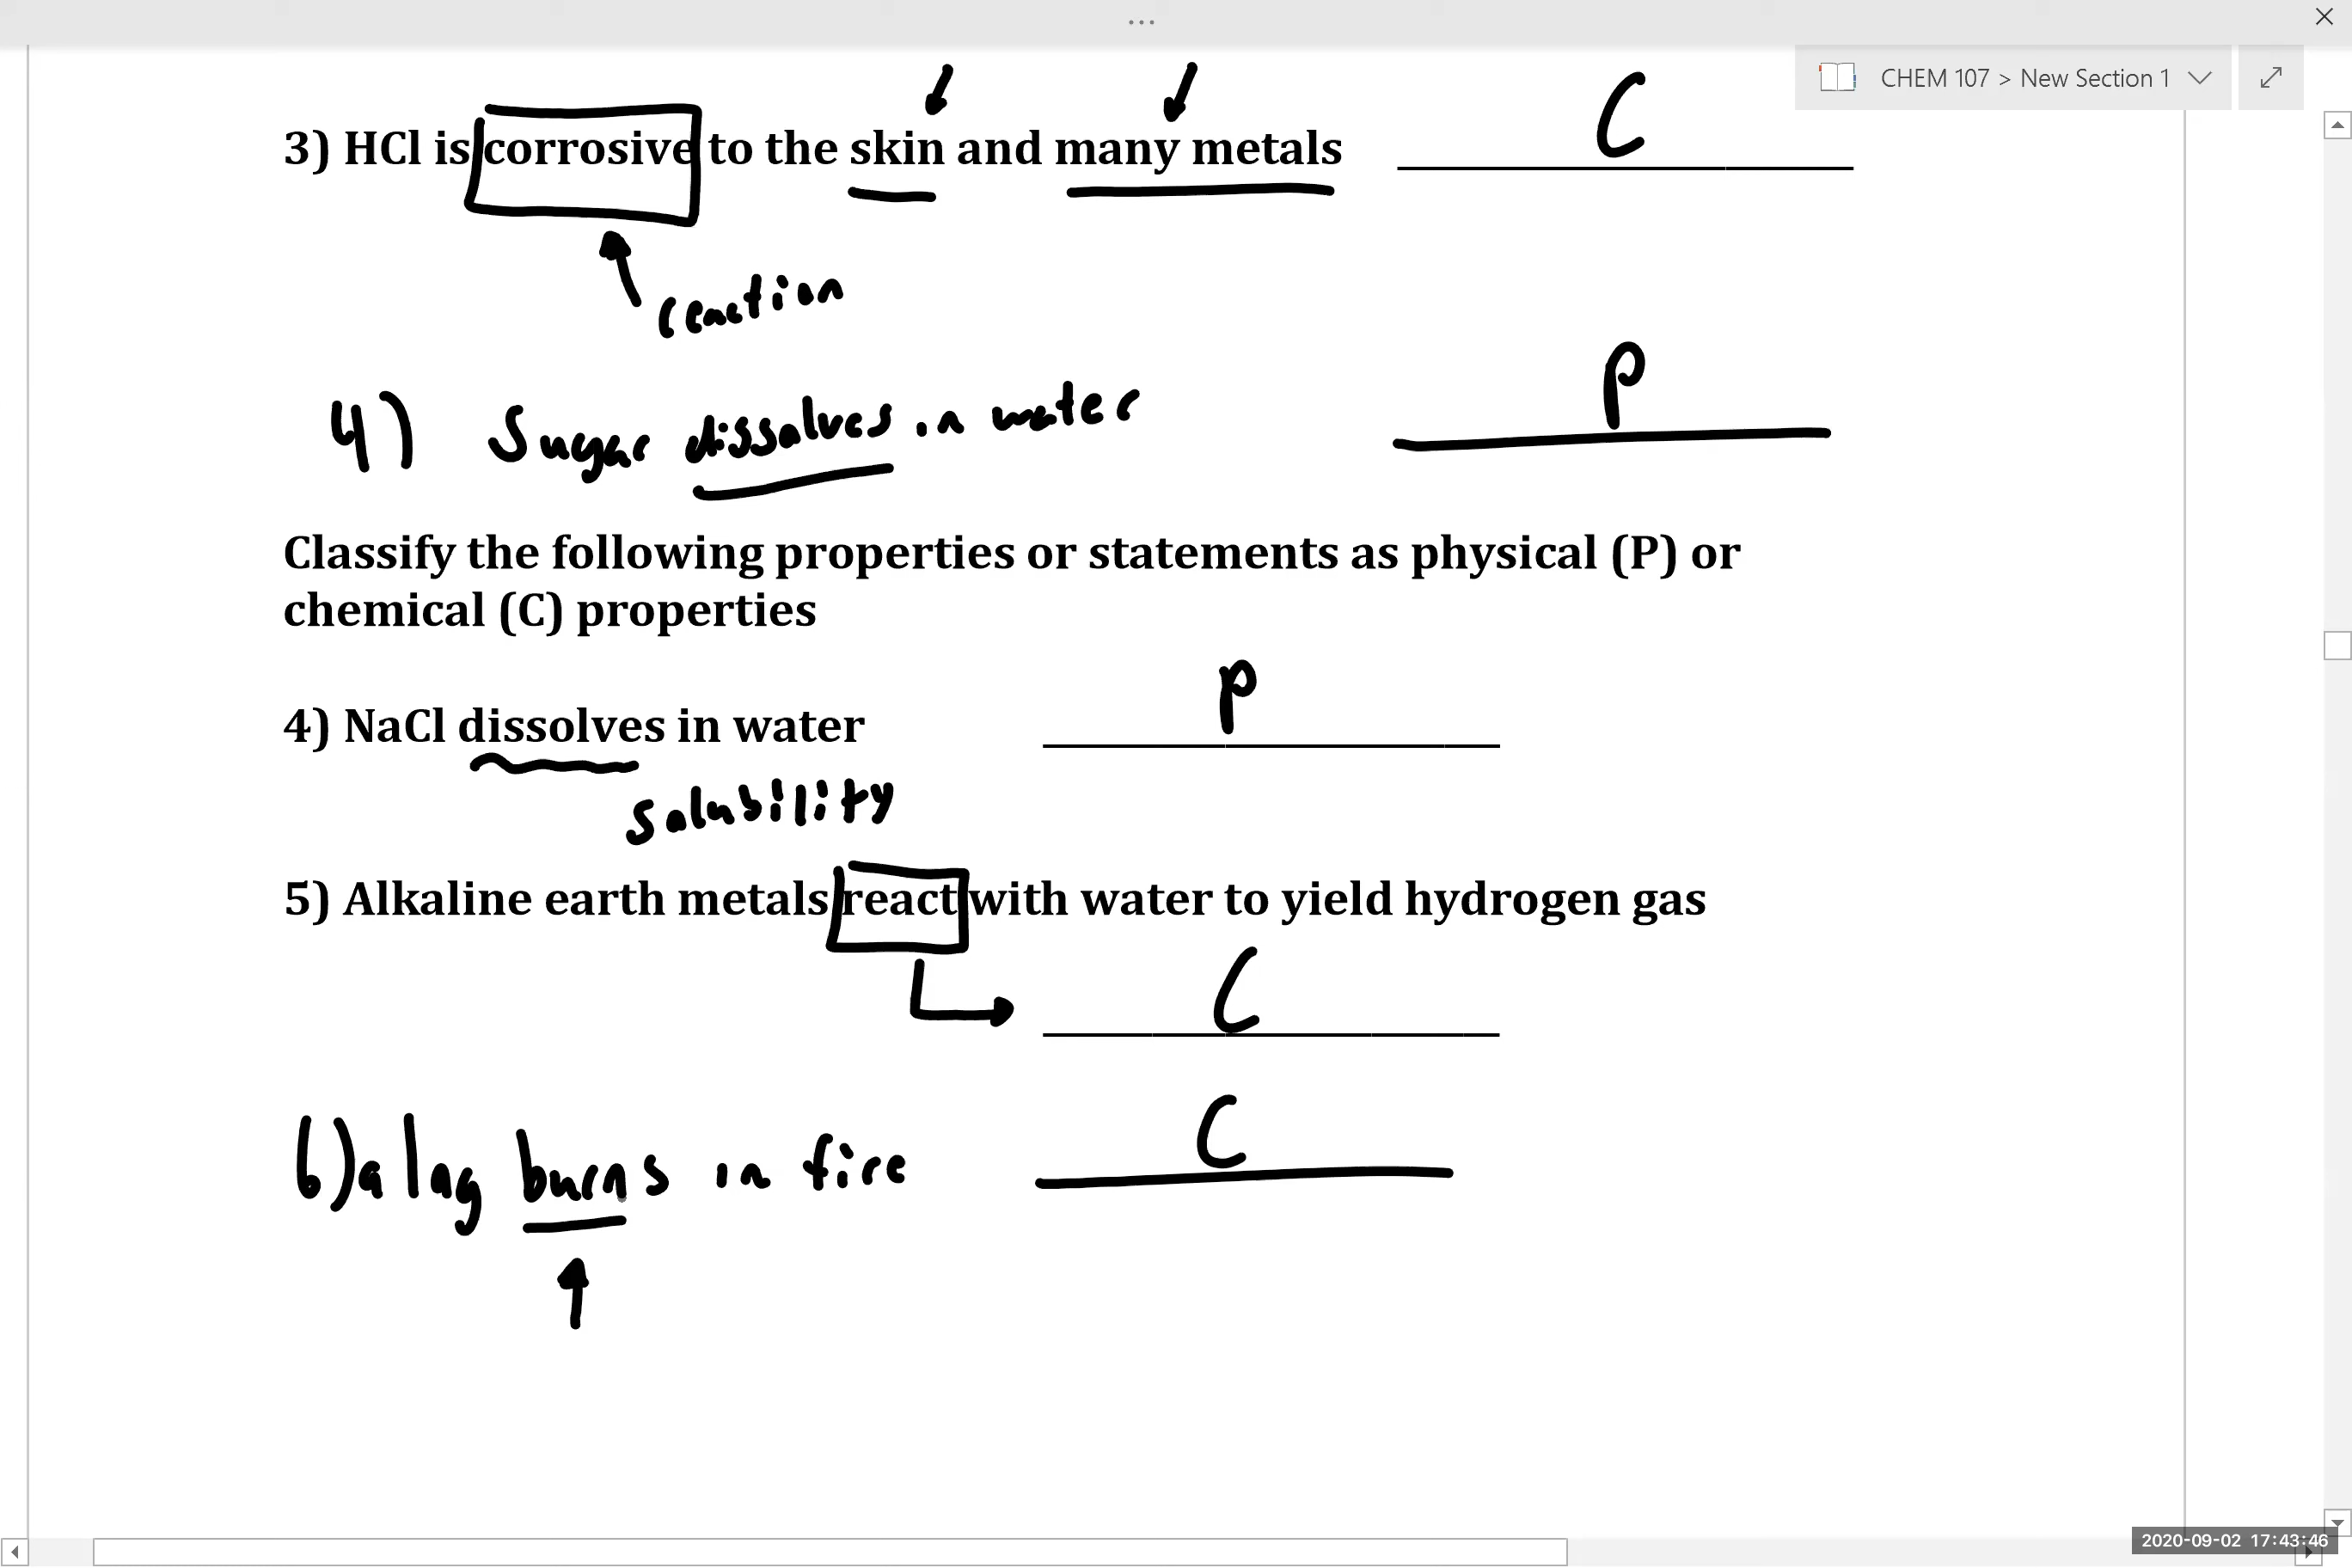 CHEM 107 > New Section 1
3) HCl is corrosive to the skin and many metals C
reaction
4) Sugar dissolves in water P
Classify the following properties or statements as physical (P) or
chemical (C) properties
4) NaCl dissolves in water P
solubility
5) Alkaline earth metals react with water to yield hydrogen gas
C
6) a log burns in fire C
2020-09-02 17:43:46